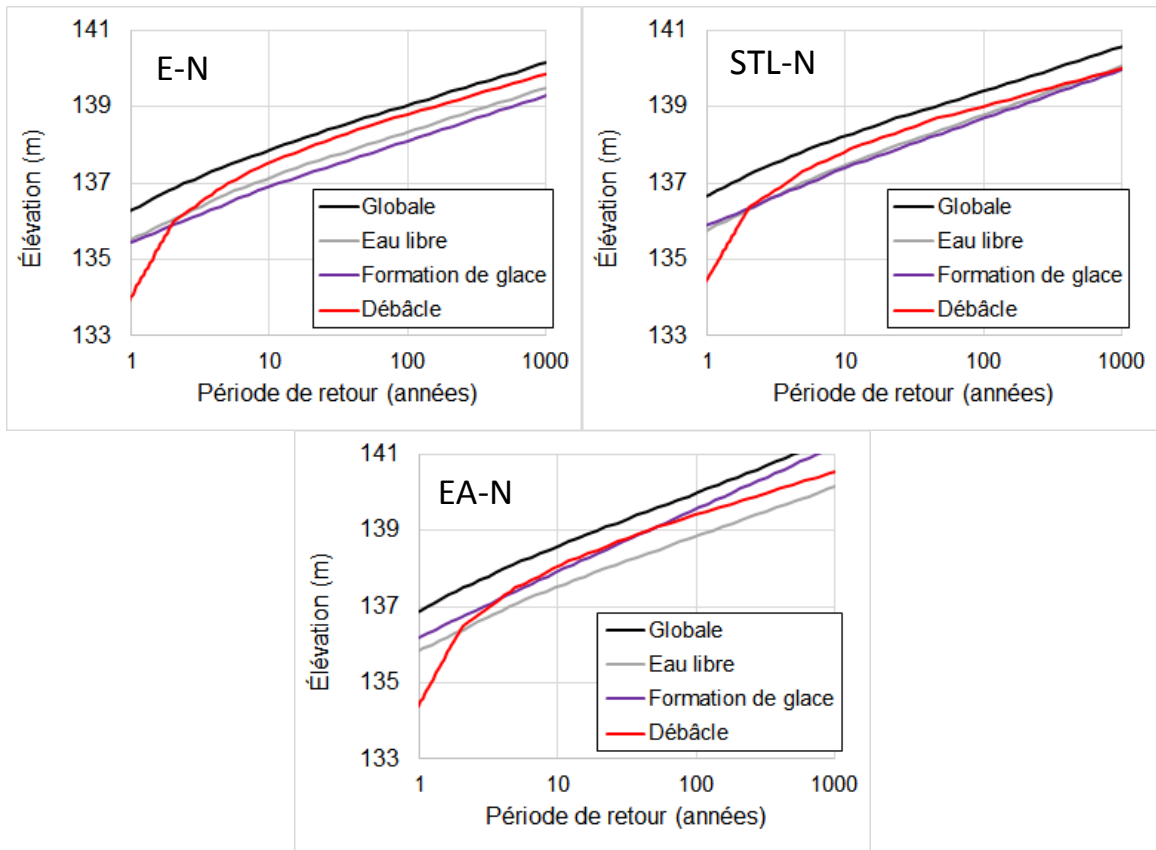 E-N
141
139
137
135
133
Élévation (m)
Globale
Eau libre
Formation de glace
Débâcle
1 10 100 1000
Période de retour (années)
STL-N
141
139
137
135
133
Élévation (m)
Globale
Eau libre
Formation de glace
Débâcle
1 10 100 1000
Période de retour (années)
EA-N
141
139
137
135
133
Élévation (m)
Globale
Eau libre
Formation de glace
Débâcle
1 10 100 1000
Période de retour (années)